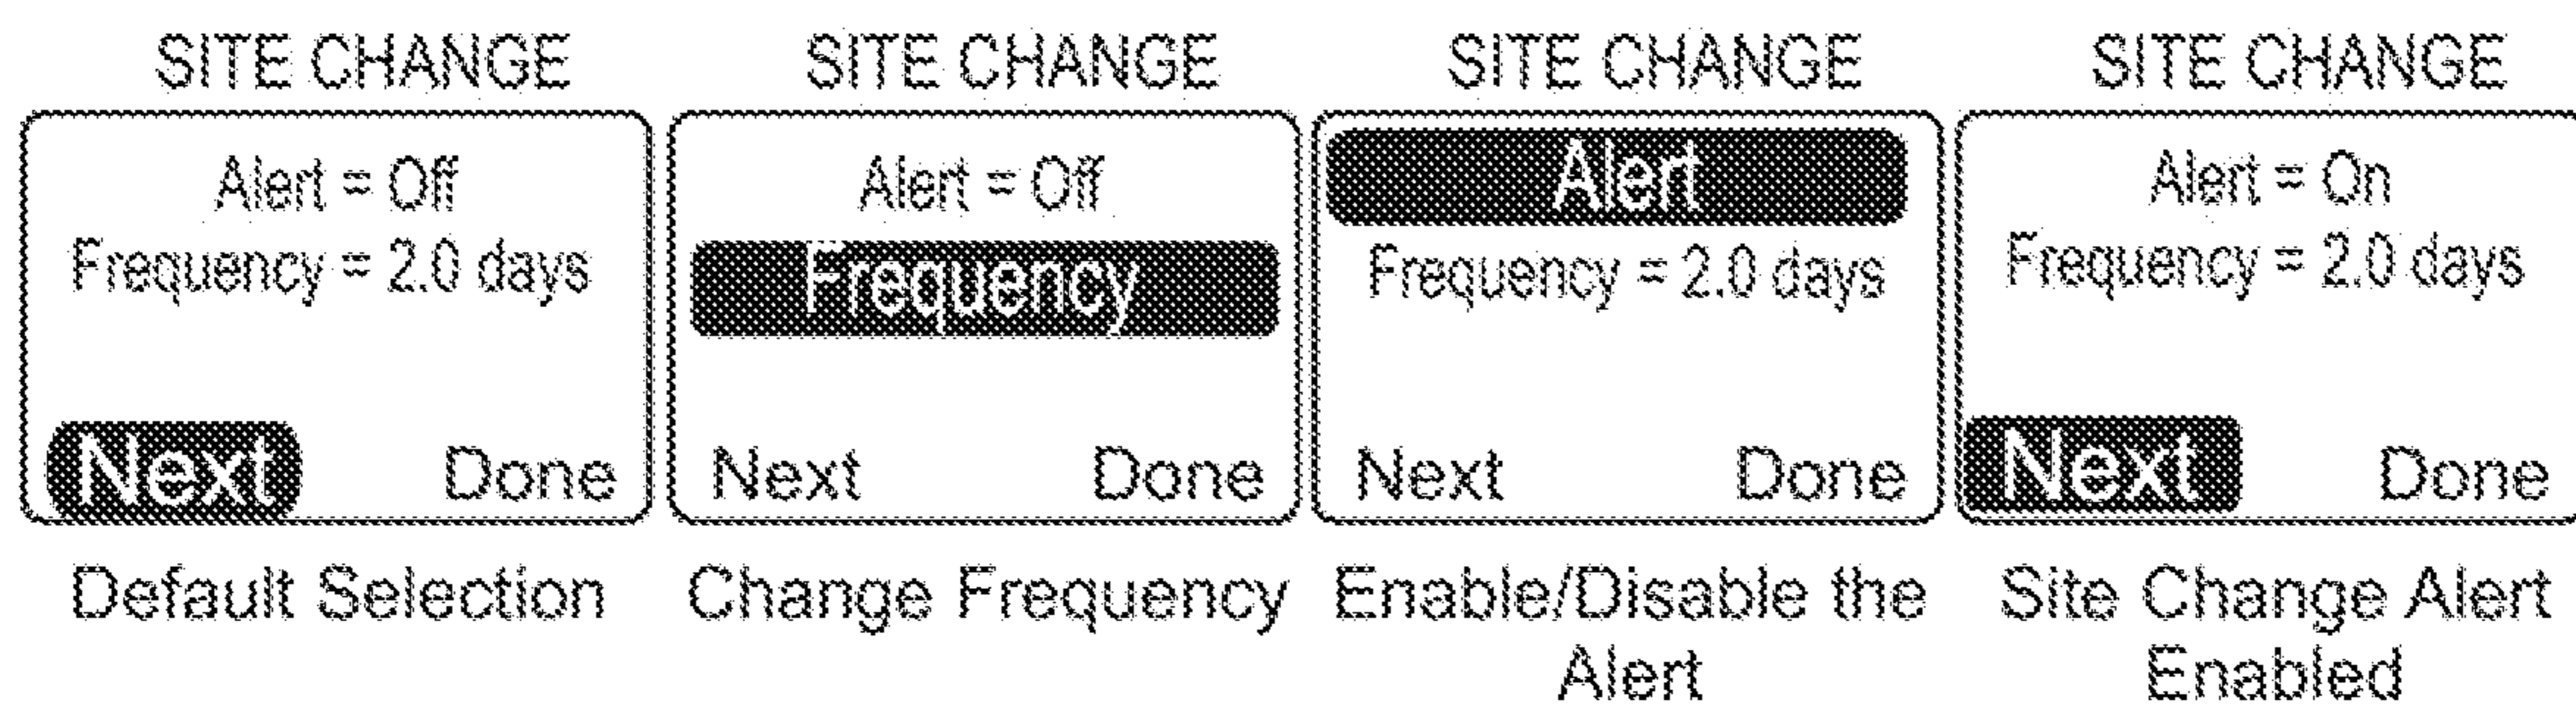 SITE CHANGE
Alert = Off
Frequency = 2.0 days
Next Done
Default Selection
SITE CHANGE
Alert = Off
Frequency
Next Done
Change Frequency
SITE CHANGE
Alert
Frequency = 2.0 days
Next Done
Enable/Disable the
Alert
SITE CHANGE
Alert = On
Frequency = 2.0 days
Next Done
Site Change Alert
Enabled